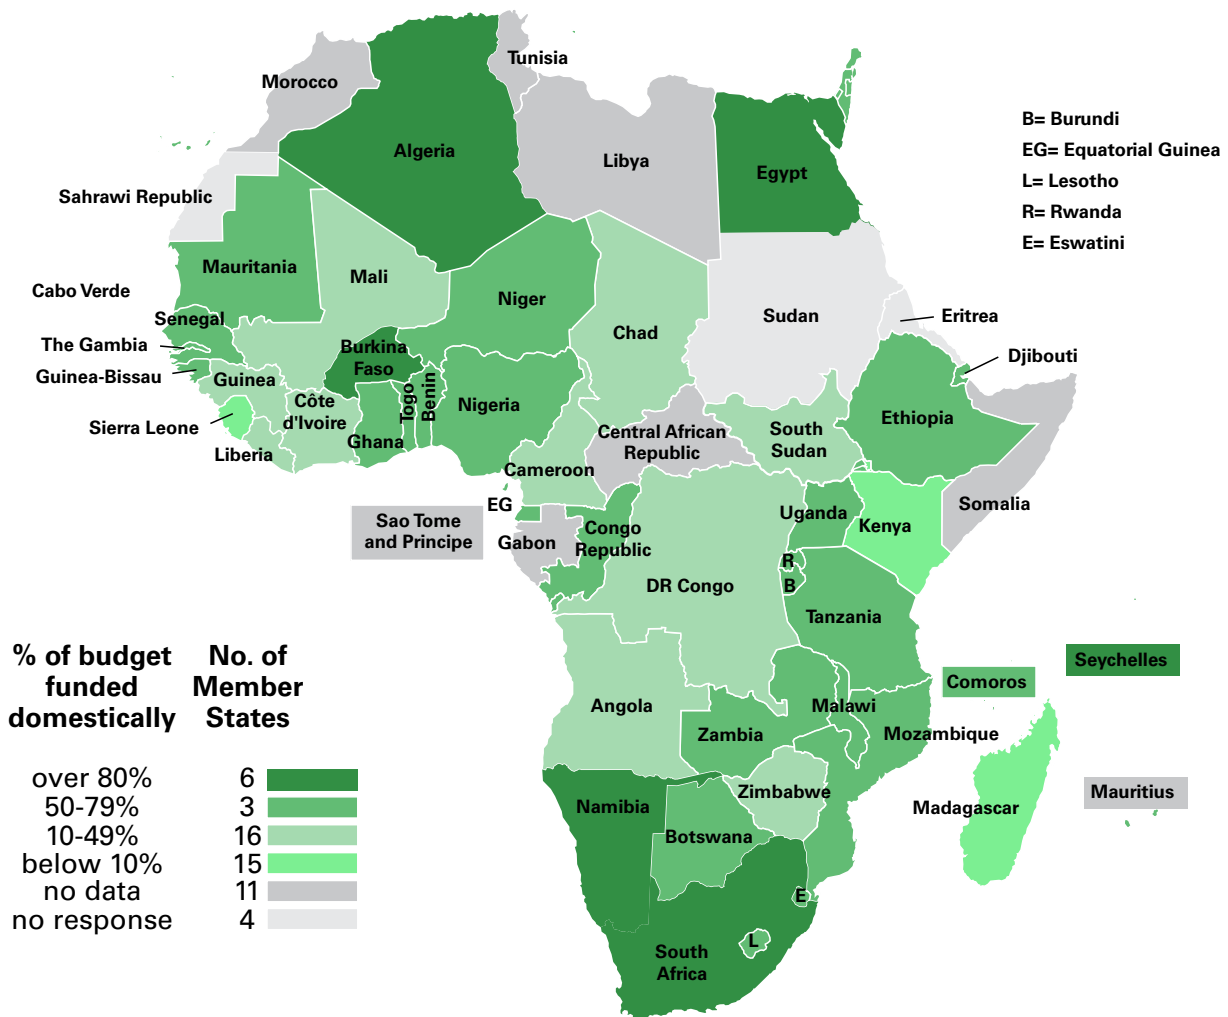 Tunisia
Morocco
Algeria
Libya
Egypt
B= Burundi
EG= Equatorial Guinea
L= Lesotho
R= Rwanda
E= Eswatini
Sahrawi Republic
Mauritania
Mali
Niger
Chad
Sudan
Eritrea
Cabo Verde
Senegal
The Gambia
Guinea-Bissau
Guinea
Sierra Leone
Liberia
Côte
d'Ivoire
Burkina
Faso
Ghana
Togo
Benin
Nigeria
Cameroon
Central African
Republic
South
Sudan
Ethiopia
Djibouti
Somalia
EG
Sao Tome
and Principe
Gabon
Congo
Republic
DR Congo
Uganda
Kenya
R
B
Tanzania
Seychelles
Comoros
Angola
Zambia
Malawi
Mozambique
Mauritius
Madagascar
Zimbabwe
Namibia
Botswana
E
L
South
Africa
% of budget
funded
domestically
No. of
Member
States
over 80% 6
50-79% 3
10-49% 16
below 10% 15
no data 11
no response 4